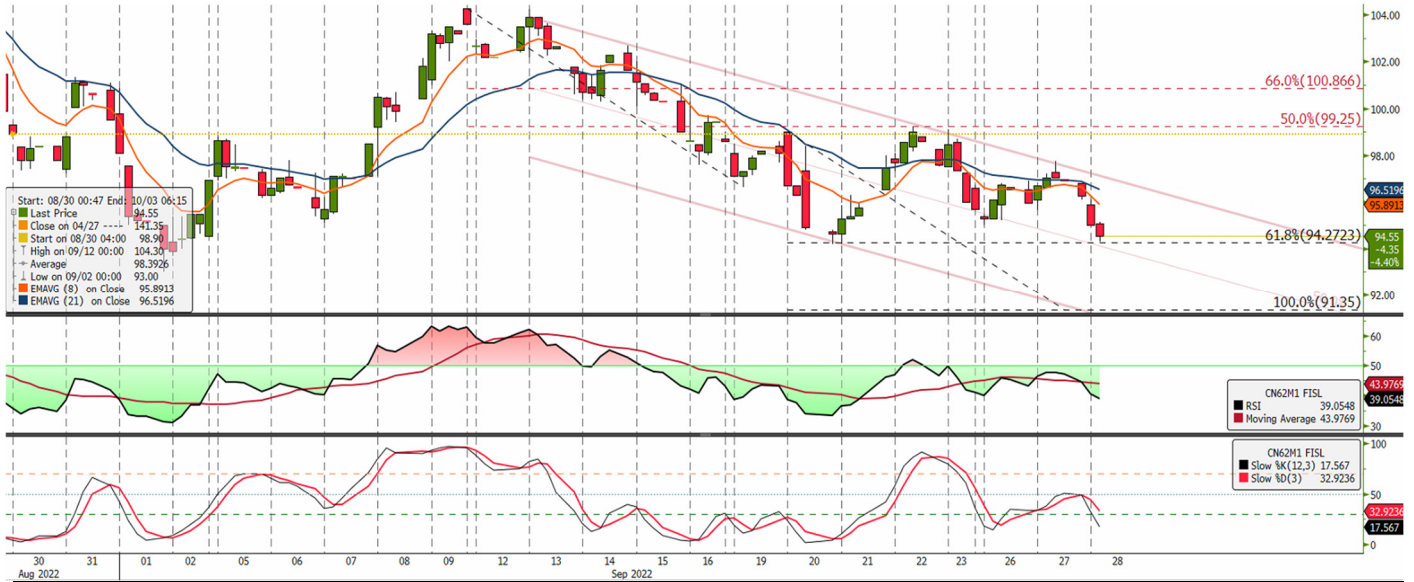 104.00
102.00
66.0%(100.866)
100.00
50.0%(99.25)
98.00
Start: 08/30 00:47 End: 10/03 06:15
Last Price 94.55
Close on 04/27 ---- 141.35
Start on 08/30 04:00 98.90
High on 09/12 00:00 104.30
Average 98.3926
Low on 09/02 00:00 93.00
EMAVG (8) on Close 95.8913
EMAVG (21) on Close 96.5196
96.5196
95.8913
61.8%(94.2723)
94.55
-4.35
-4.40%
92.00
100.0%(91.35)
60
50
43.9769
39.0548
30
CN62M1 FISL
RSI 39.0548
Moving Average 43.9769
100
CN62M1 FISL
Slow %K(12,3) 17.567
Slow %D(3) 32.9236
50
32.9236
17.567
0
30 31 01 02 05 06 07 08 09 12 13 14 15 16 19 20 21 22 23 26 27 28
Aug 2022 Sep 2022